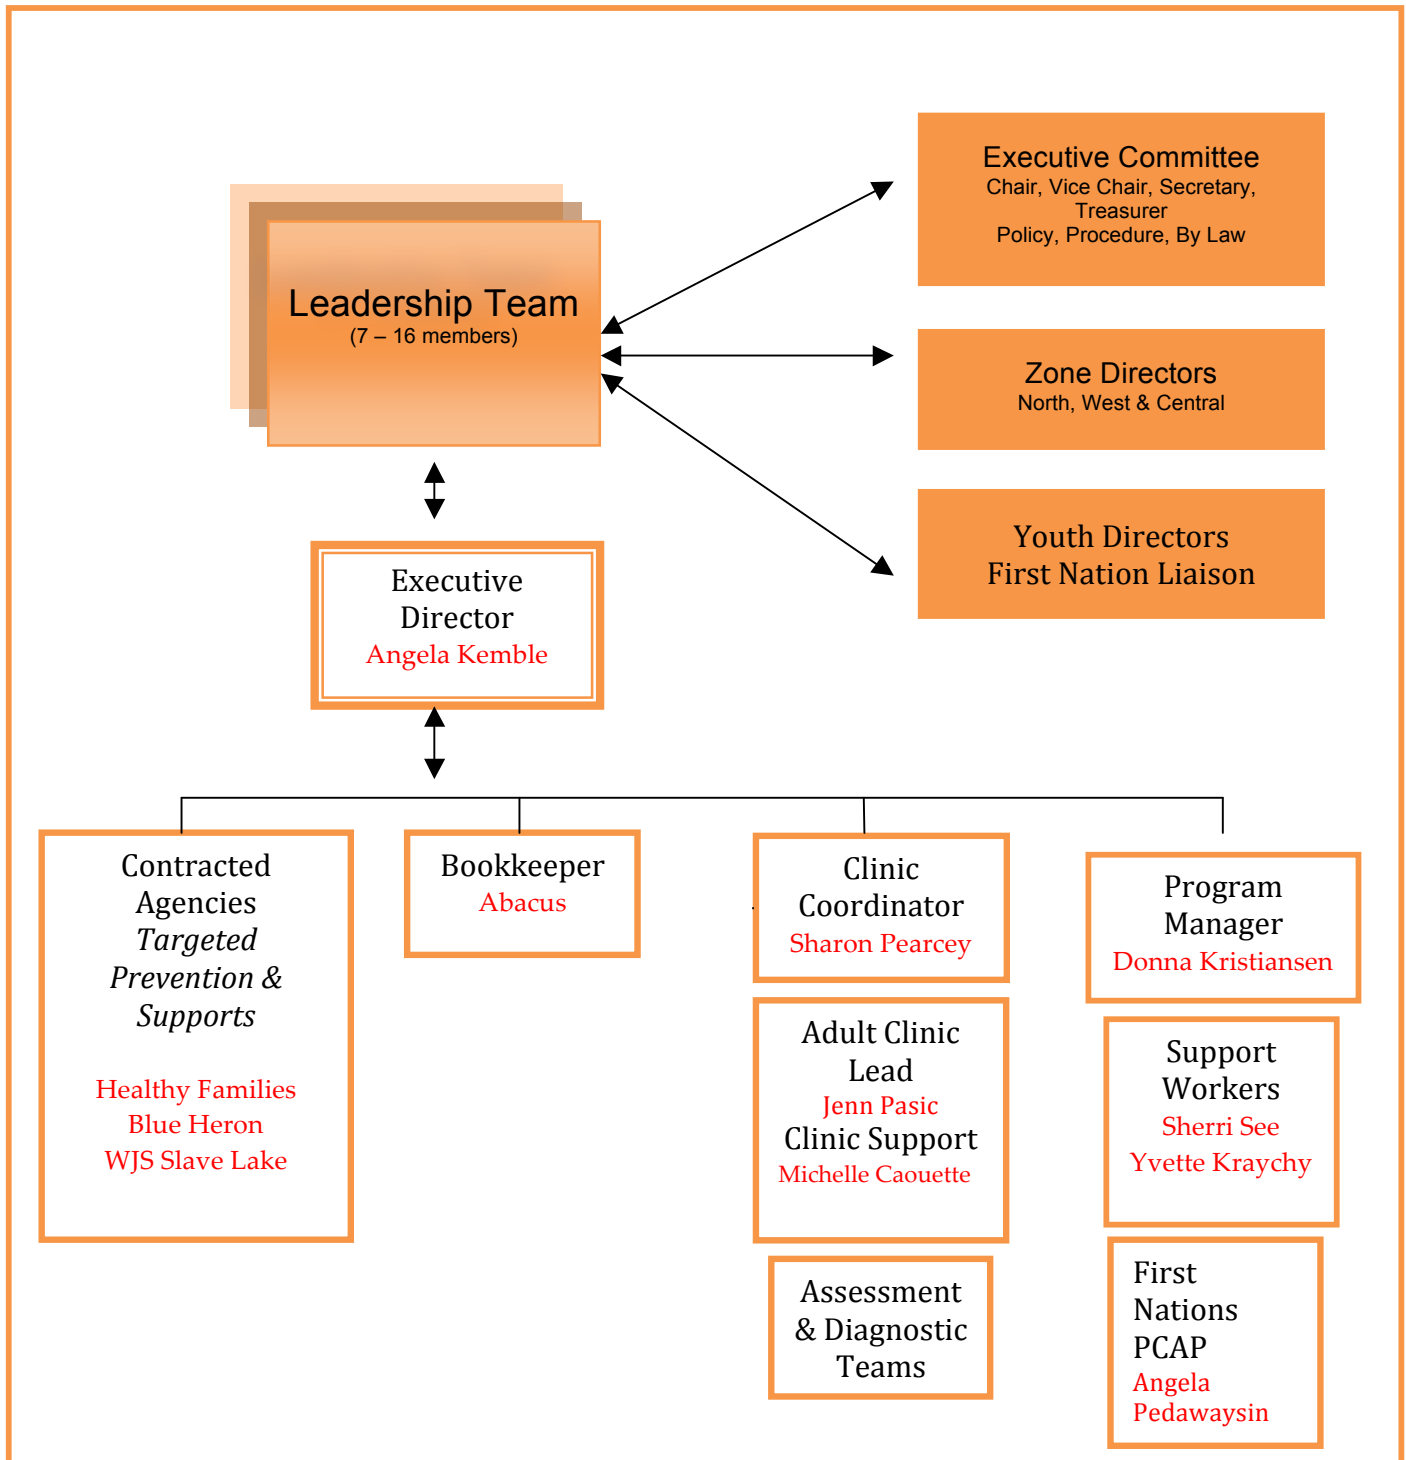 Executive Committee
Chair, Vice Chair, Secretary,
Treasurer
Policy, Procedure, By Law
Leadership Team
(7 – 16 members)
Zone Directors
North, West & Central
Youth Directors
First Nation Liaison
Executive
Director
Angela Kemble
Contracted
Agencies
Targeted
Prevention &
Supports
Healthy Families
Blue Heron
WJS Slave Lake
Bookkeeper
Abacus
Clinic
Coordinator
Sharon Pearcey
Adult Clinic
Lead
Jenn Pasic
Clinic Support
Michelle Caouette
Assessment
& Diagnostic
Teams
Program
Manager
Donna Kristiansen
Support
Workers
Sherri See
Yvette Kraychy
First
Nations
PCAP
Angela
Pedawaysin